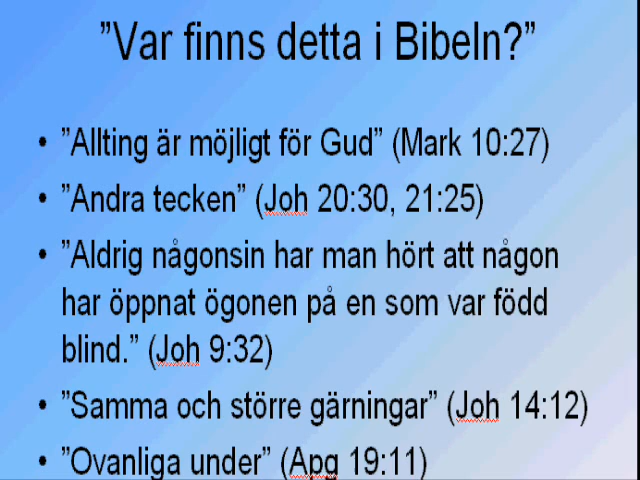 ”Var finns detta i Bibeln?”
• ”Allting är möjligt för Gud” (Mark 10:27)
• ”Andra tecken” (Joh 20:30, 21:25)
• ”Aldrig någonsin har man hört att någon
har öppnat ögonen på en som var född
blind.” (Joh 9:32)
• ”Samma och större gärningar” (Joh 14:12)
• ”Ovanliga under” (Apg 19:11)